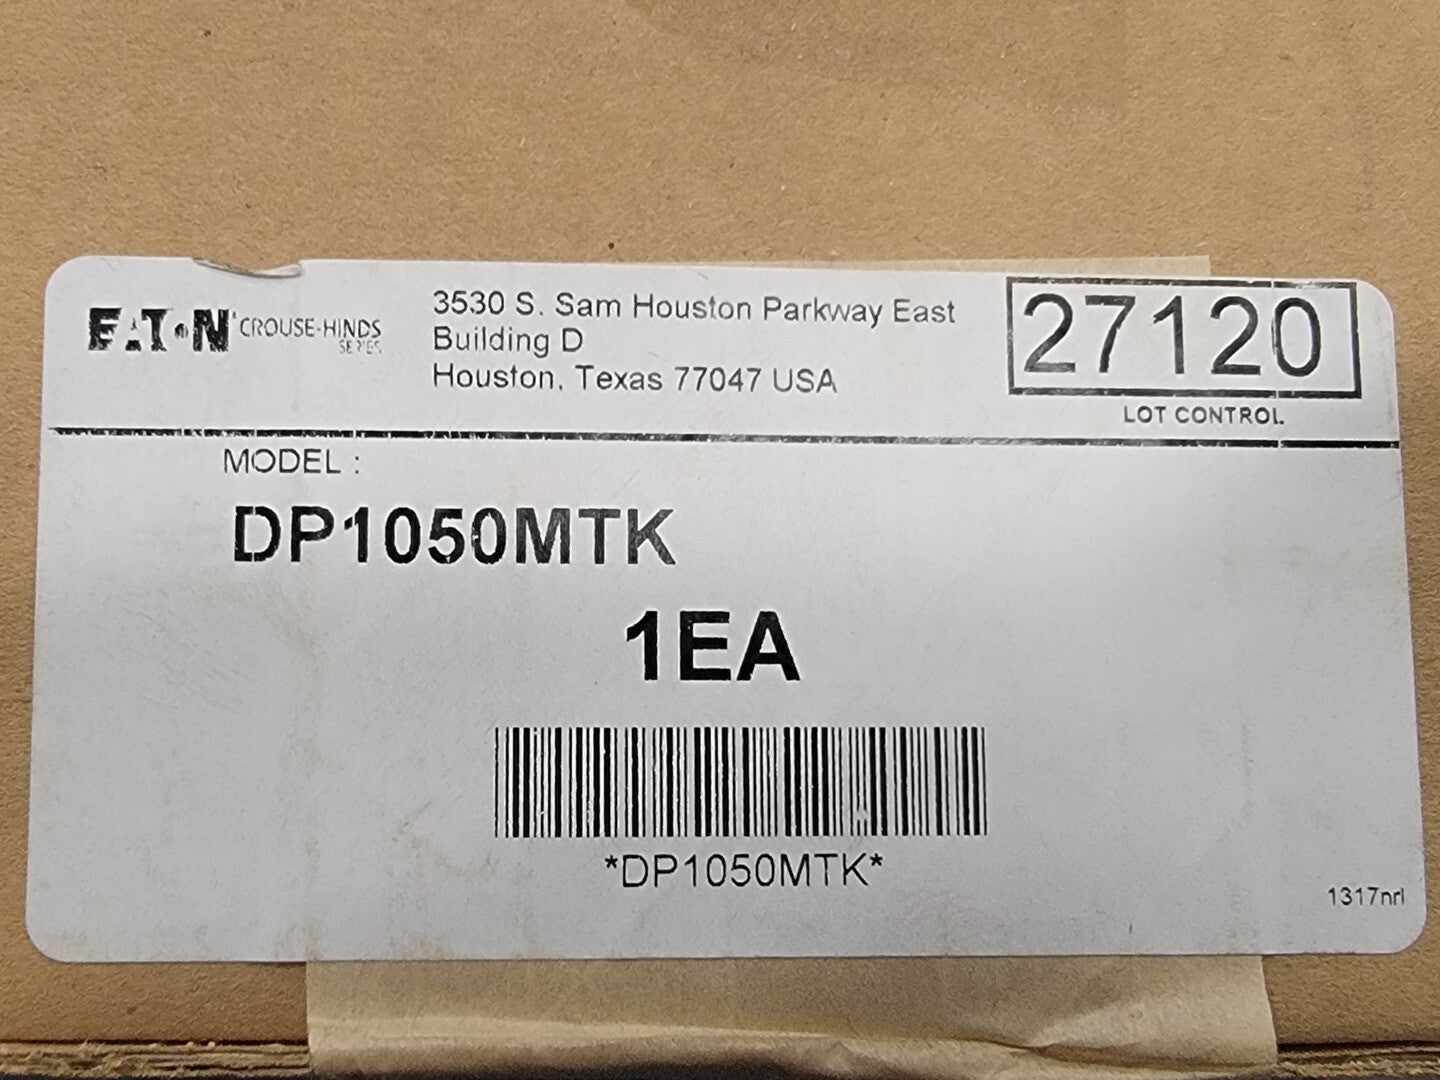 EATON CROUSE-HINDS
SERIES
3530 S. Sam Houston Parkway East
Building D
Houston, Texas 77047 USA
27120
LOT CONTROL
MODEL :
DP1050MTK
1EA
*DP1050MTK*
1317nrl